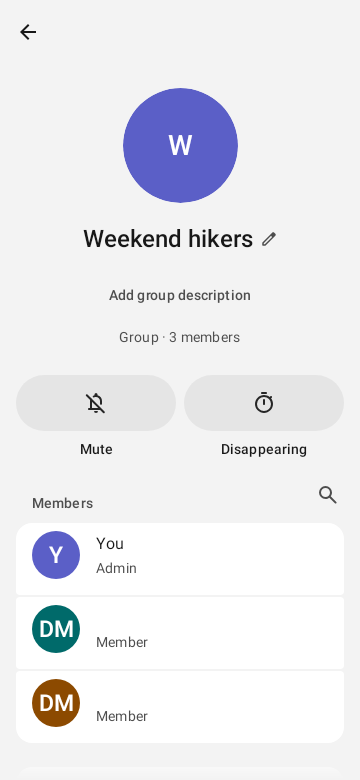 W
Weekend hikers
Add group description
Group · 3 members
Mute
Disappearing
Members
Y
You
Admin
DM
Member
DM
Member